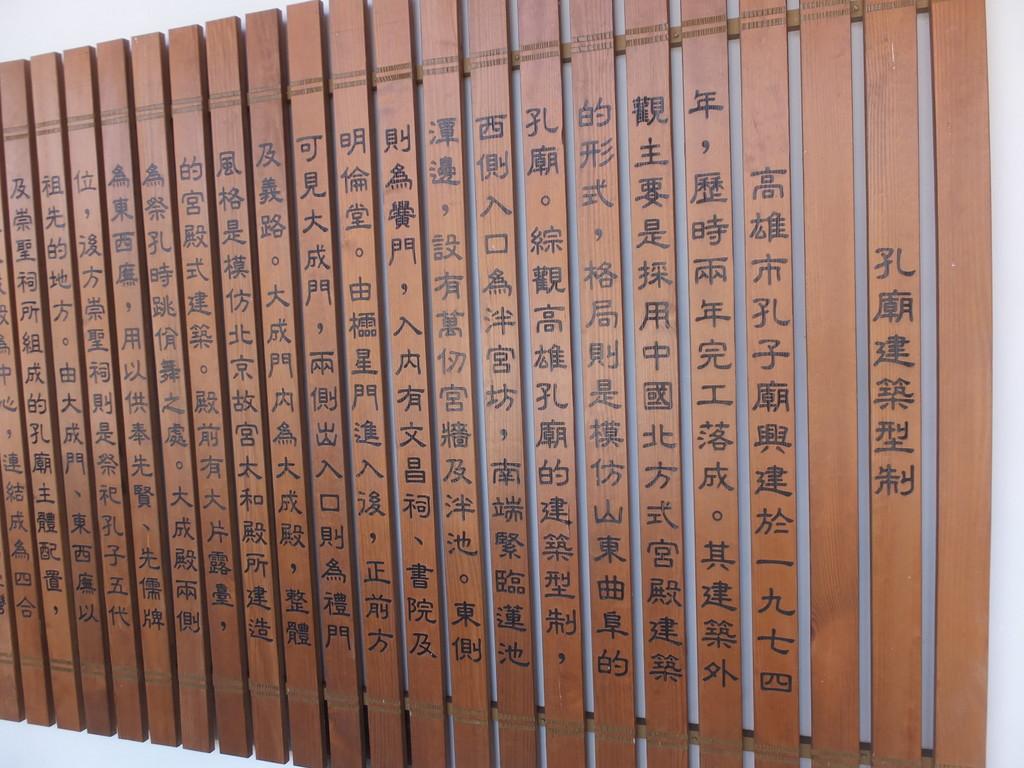 孔廟建築型制
高雄市孔子廟興建於一九七四
年，歷時兩年完工落成。其建築外
觀主要是採用中國北方式宮殿建築
的形式，格局則是模仿山東曲阜的
孔廟。綜觀高雄孔廟的建築型制，
西側入口為泮宮坊，南端緊臨蓮池
潭邊，設有萬仞宮牆及泮池。東側
則為黌門，入內有文昌祠、書院及
明倫堂。由櫺星門進入後，正前方
可見大成門，兩側出入口則為禮門
及義路。大成門內為大成殿，整體
風格是模仿北京故宮太和殿所建造
的宮殿式建築。殿前有大片露臺，
為祭孔時跳佾舞之處。大成殿兩側
為東西廡，用以供奉先賢、先儒牌
位，後方崇聖祠則是祭祀孔子五代
祖先的地方。由大成門、東西廡以
及崇聖祠所組成的孔廟主體配置，
殿為中心，連結成為四合